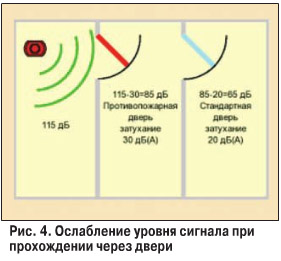 115 дБ
115-30=85 дБ
Противопожарная
дверь
затухание
30 дБ(А)
85-20=65 дБ
Стандартная
дверь
затухание
20 дБ(А)
Рис. 4. Ослабление уровня сигнала при
прохождении через двери